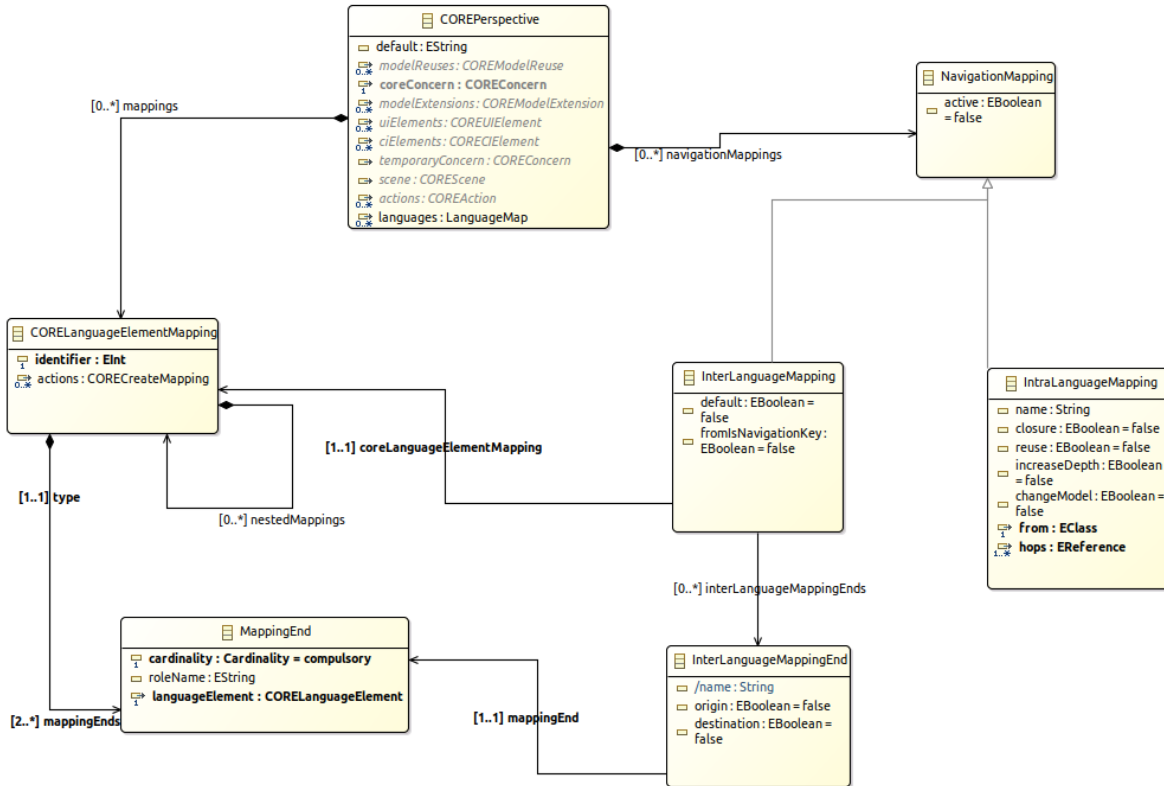 COREPerspective
default : EString
modelReuses : COREModelReuse
0..*
coreConcern : COREConcern
1
modelExtensions : COREModelExtension
0..*
uiElements : COREUIElement
0..*
ciElements : CORECIElement
0..*
temporaryConcern : COREConcern
scene : COREScene
actions : COREAction
0..*
languages : LanguageMap
0..*
NavigationMapping
active : EBoolean
= false
[0..*] mappings
[0..*] navigationMappings
CORELanguageElementMapping
identifier : EInt
1
actions : CORECreateMapping
0..*
InterLanguageMapping
default : EBoolean =
false
fromIsNavigationKey :
EBoolean = false
IntraLanguageMapping
name : String
closure : EBoolean = false
reuse : EBoolean = false
increaseDepth : EBoolean
= false
changeModel : EBoolean =
false
from : EClass
1
hops : EReference
1..*
[1..1] coreLanguageElementMapping
[1..1] type
[0..*] nestedMappings
[0..*] interLanguageMappingEnds
MappingEnd
cardinality : Cardinality = compulsory
1
roleName : EString
languageElement : CORELanguageElement
1
InterLanguageMappingEnd
/name : String
origin : EBoolean = false
destination : EBoolean =
false
[2..*] mappingEnds
[1..1] mappingEnd